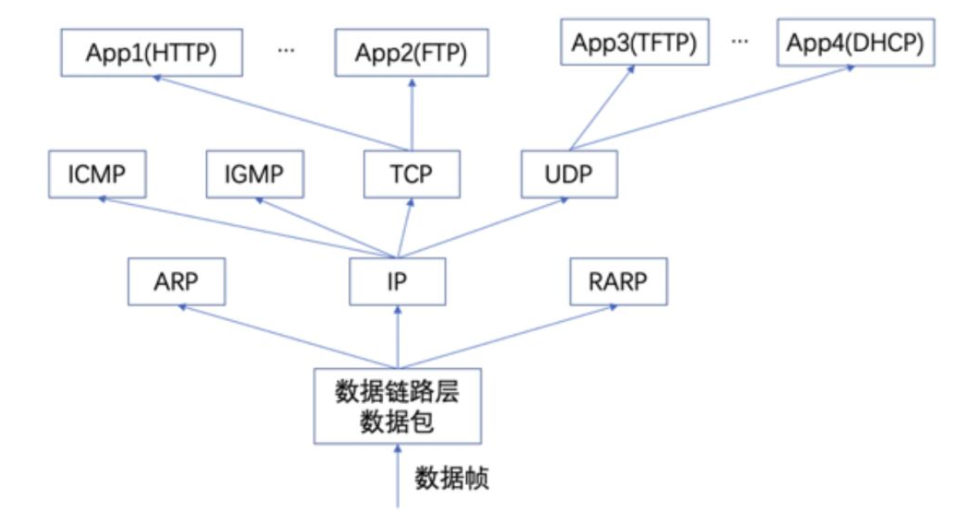 App1(HTTP)
...
App2(FTP)
App3(TFTP)
...
App4(DHCP)
ICMP
IGMP
TCP
UDP
ARP
IP
RARP
数据链路层
数据包
数据帧